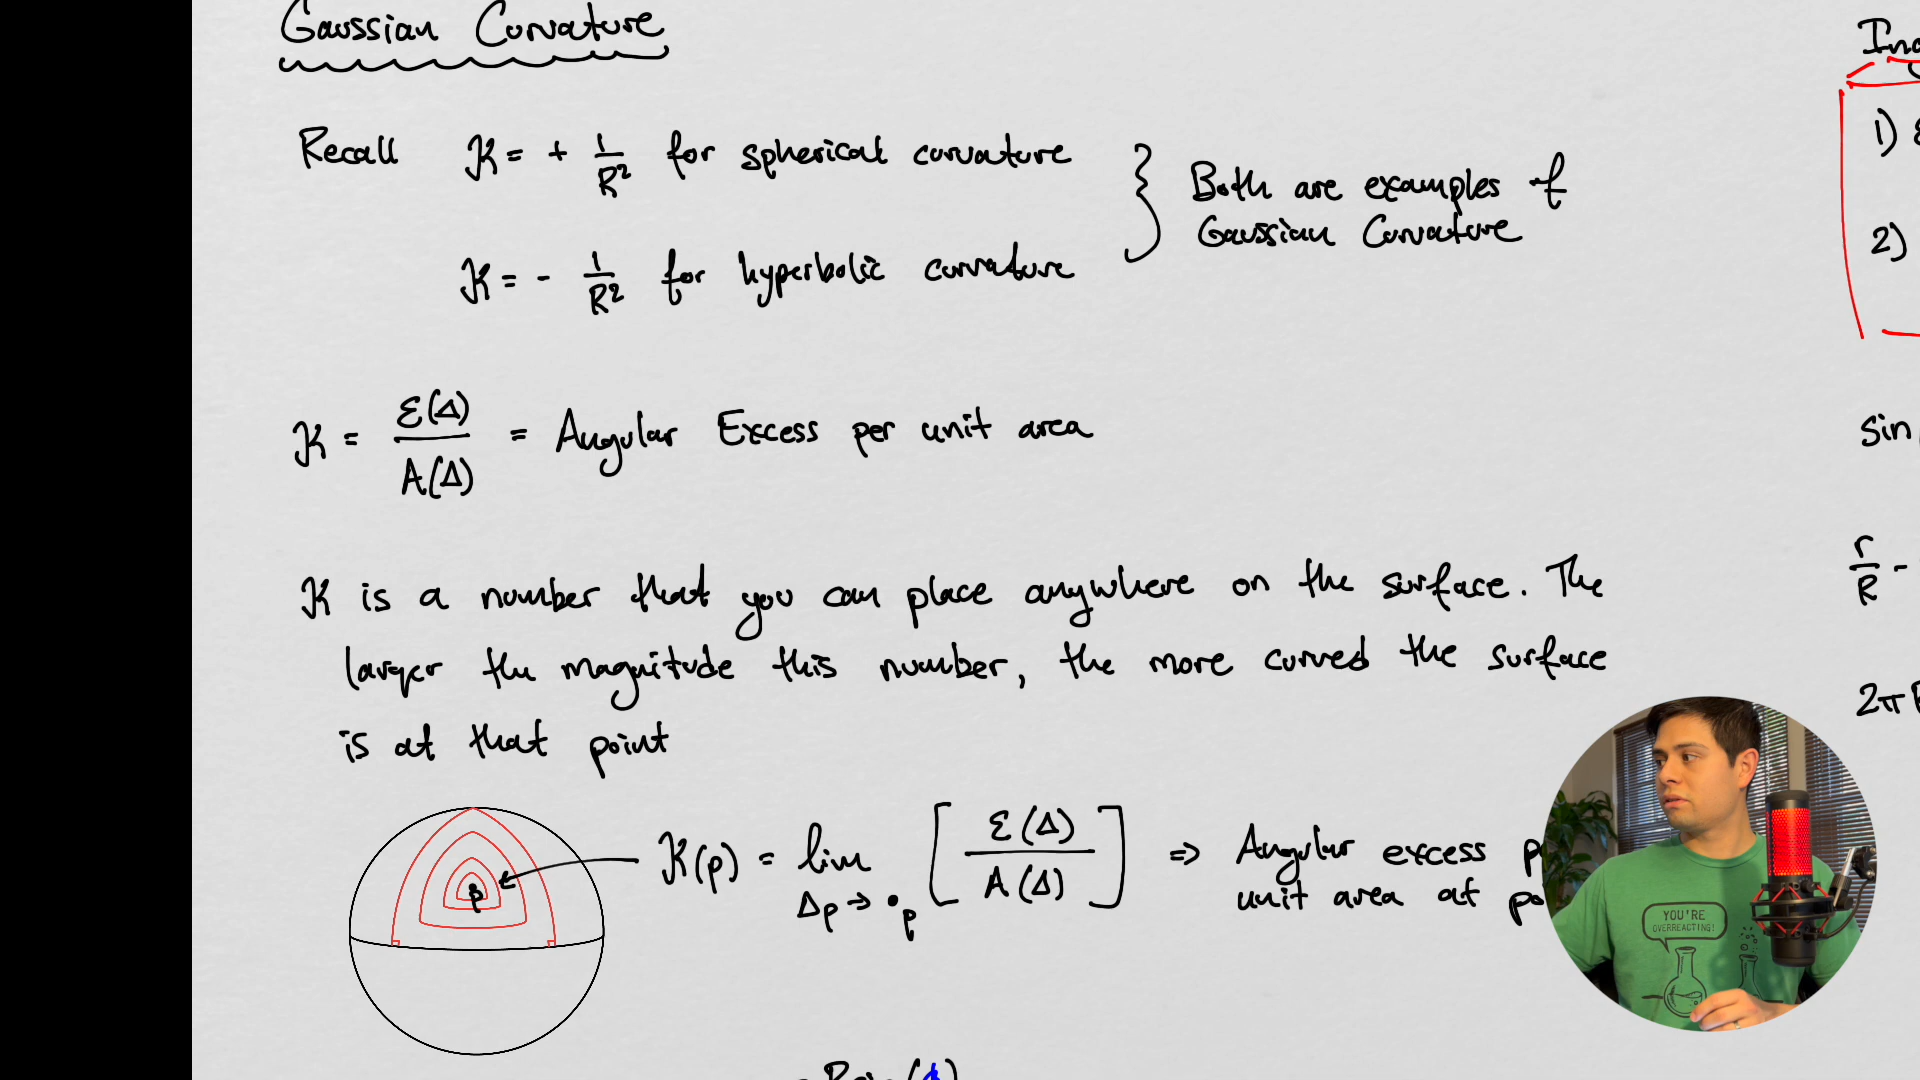 Gaussian Curvature
Recall K = + 1/R² for spherical curvature
K = - 1/R² for hyperbolic curvature
} Both are examples of
Gaussian Curvature
K = ε(Δ)/A(Δ) = Angular Excess per unit area
K is a number that you can place anywhere on the surface. The
larger the magnitude this number, the more curved the surface
is at that point
p
K(p) = lim Δp→•p [ε(Δ)/A(Δ)] ⇒ Angular excess
unit area at
1)
2)
sin
r/R -
2π
YOU'RE
OVERREACTING!